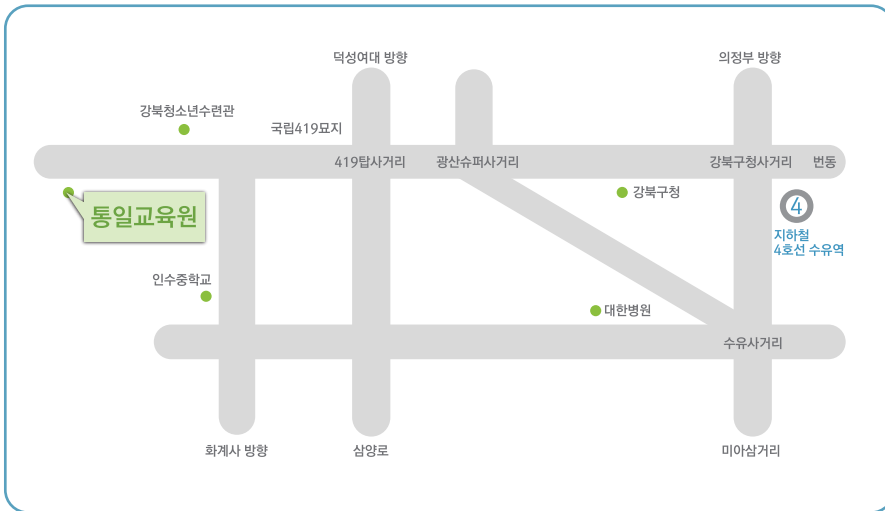 덕성여대 방향
의정부 방향
강북청소년수련관
국립419묘지
419탑사거리
광산슈퍼사거리
강북구청사거리
번동
통일교육원
강북구청
4
지하철
4호선 수유역
인수중학교
대한병원
수유사거리
화계사 방향
삼양로
미아삼거리